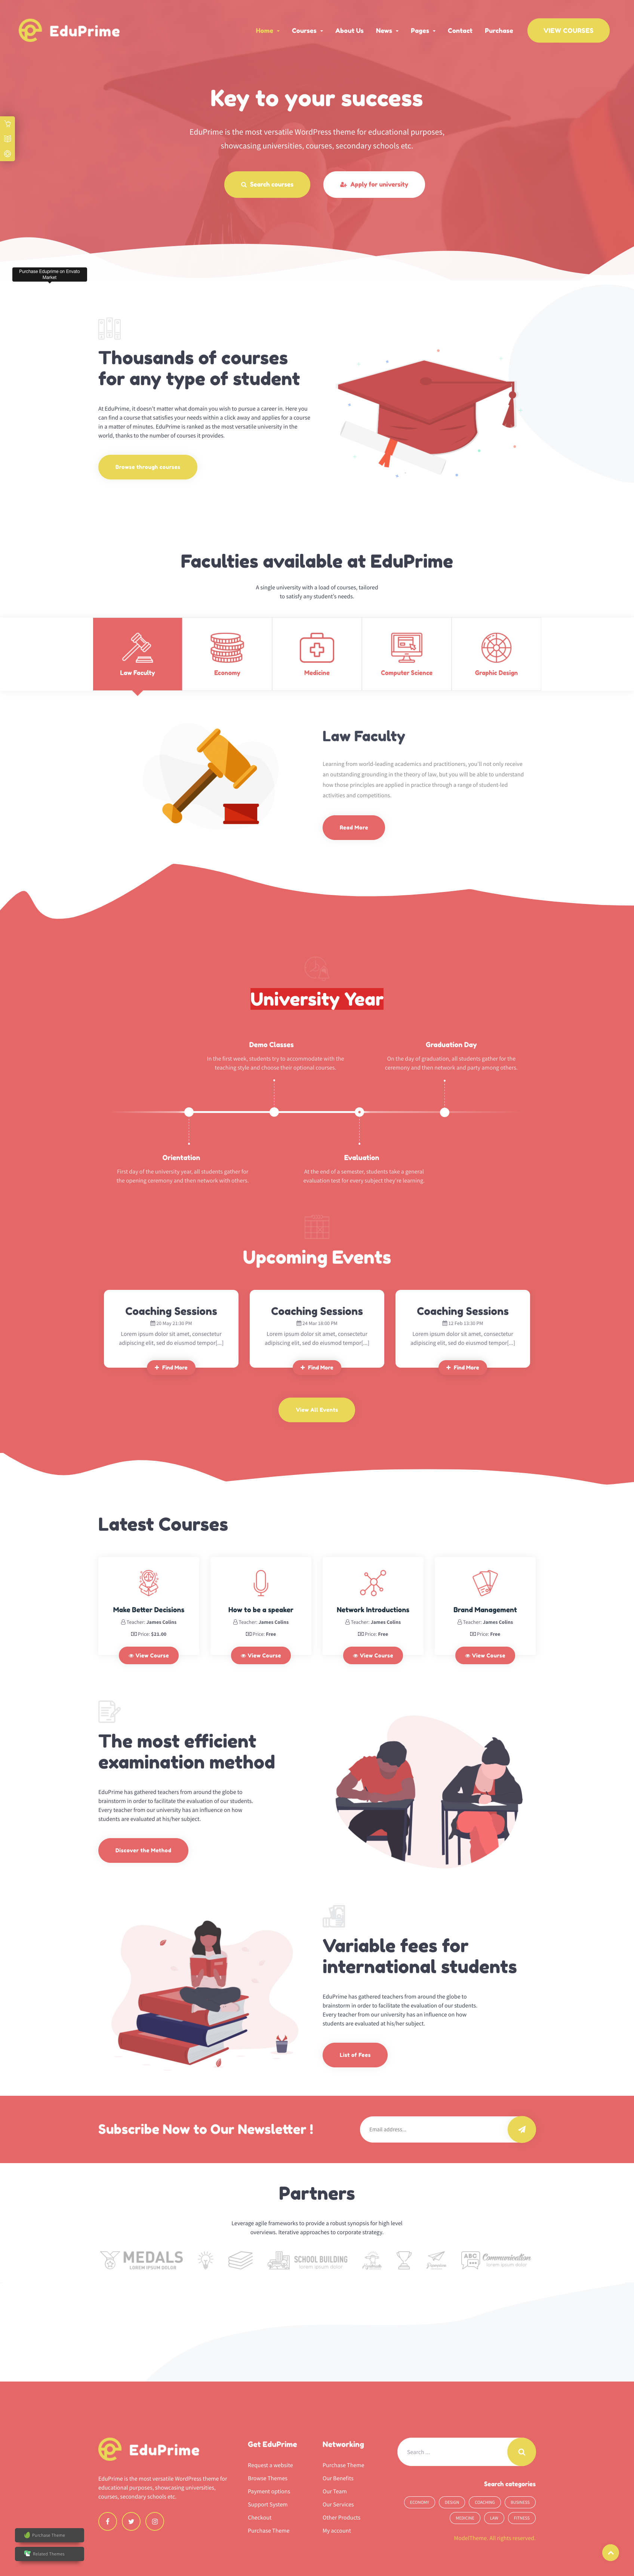 EduPrime
Home Courses About Us News Pages Contact Purchase VIEW COURSES
Key to your success
EduPrime is the most versatile WordPress theme for educational purposes,
showcasing universities, courses, secondary schools etc.
Search courses Apply for university
Purchase Eduprime on Envato
Market
Thousands of courses
for any type of student
At EduPrime, it doesn't matter what domain you wish to pursue a career in. Here you
can find a course that satisfies your needs within a click away and applies for a course
in a matter of minutes. EduPrime is ranked as the most versatile university in the
world, thanks to the number of courses it provides.
Browse through courses
Faculties available at EduPrime
A single university with a load of courses, tailored
to satisfy any student's needs.
Law Faculty Economy Medicine Computer Science Graphic Design
Law Faculty
Learning from world-leading academics and practitioners, you'll not only receive
an outstanding grounding in the theory of law, but you will be able to understand
how those principles are applied in practice through a range of student-led
activities and competitions.
Read More
University Year
Demo Classes
In the first week, students try to accommodate with the
teaching style and choose their optional courses.
Graduation Day
On the day of graduation, all students gather for the
ceremony and then network and party among others.
Orientation
First day of the university year, all students gather for
the opening ceremony and then network with others.
Evaluation
At the end of a semester, students take a general
evaluation test for every subject they're learning.
Upcoming Events
Coaching Sessions
20 May 21:30 PM
Lorem ipsum dolor sit amet, consectetur
adipiscing elit, sed do eiusmod tempor[...]
Find More
Coaching Sessions
24 Mar 18:00 PM
Lorem ipsum dolor sit amet, consectetur
adipiscing elit, sed do eiusmod tempor[...]
Find More
Coaching Sessions
12 Feb 13:30 PM
Lorem ipsum dolor sit amet, consectetur
adipiscing elit, sed do eiusmod tempor[...]
Find More
View All Events
Latest Courses
Make Better Decisions
Teacher: James Colins
Price: $32.00
View Course
How to be a speaker
Teacher: James Colins
Price: Free
View Course
Network Introductions
Teacher: James Colins
Price: Free
View Course
Brand Management
Teacher: James Colins
Price: Free
View Course
The most efficient
examination method
EduPrime has gathered teachers from around the globe to
brainstorm in order to facilitate the evaluation of our students.
Every teacher from our university has an influence on how
students are evaluated at his/her subject.
Discover the Method
Variable fees for
international students
EduPrime has gathered teachers from around the globe to
brainstorm in order to facilitate the evaluation of our students.
Every teacher from our university has an influence on how
students are evaluated at his/her subject.
List of Fees
Subscribe Now to Our Newsletter !
Email address...
Partners
Leverage agile frameworks to provide a robust synopsis for high level
overviews. Iterative approaches to corporate strategy.
MEDALS
LOREM IPSUM DOLOR
SCHOOL BUILDING
lorem ipsum dolor
ABC
Communication
lorem ipsum dolor
EduPrime
EduPrime is the most versatile WordPress theme for
educational purposes, showcasing universities,
courses, secondary schools etc.
Get EduPrime
Request a website
Browse Themes
Payment options
Support System
Checkout
Purchase Theme
Networking
Purchase Theme
Our Benefits
Our Team
Our Services
Other Products
My account
Search ...
Search categories
ECONOMY DESIGN COACHING BUSINESS
MEDICINE LAW FITNESS
ModelTheme. All rights reserved.
Purchase Theme
Related Themes